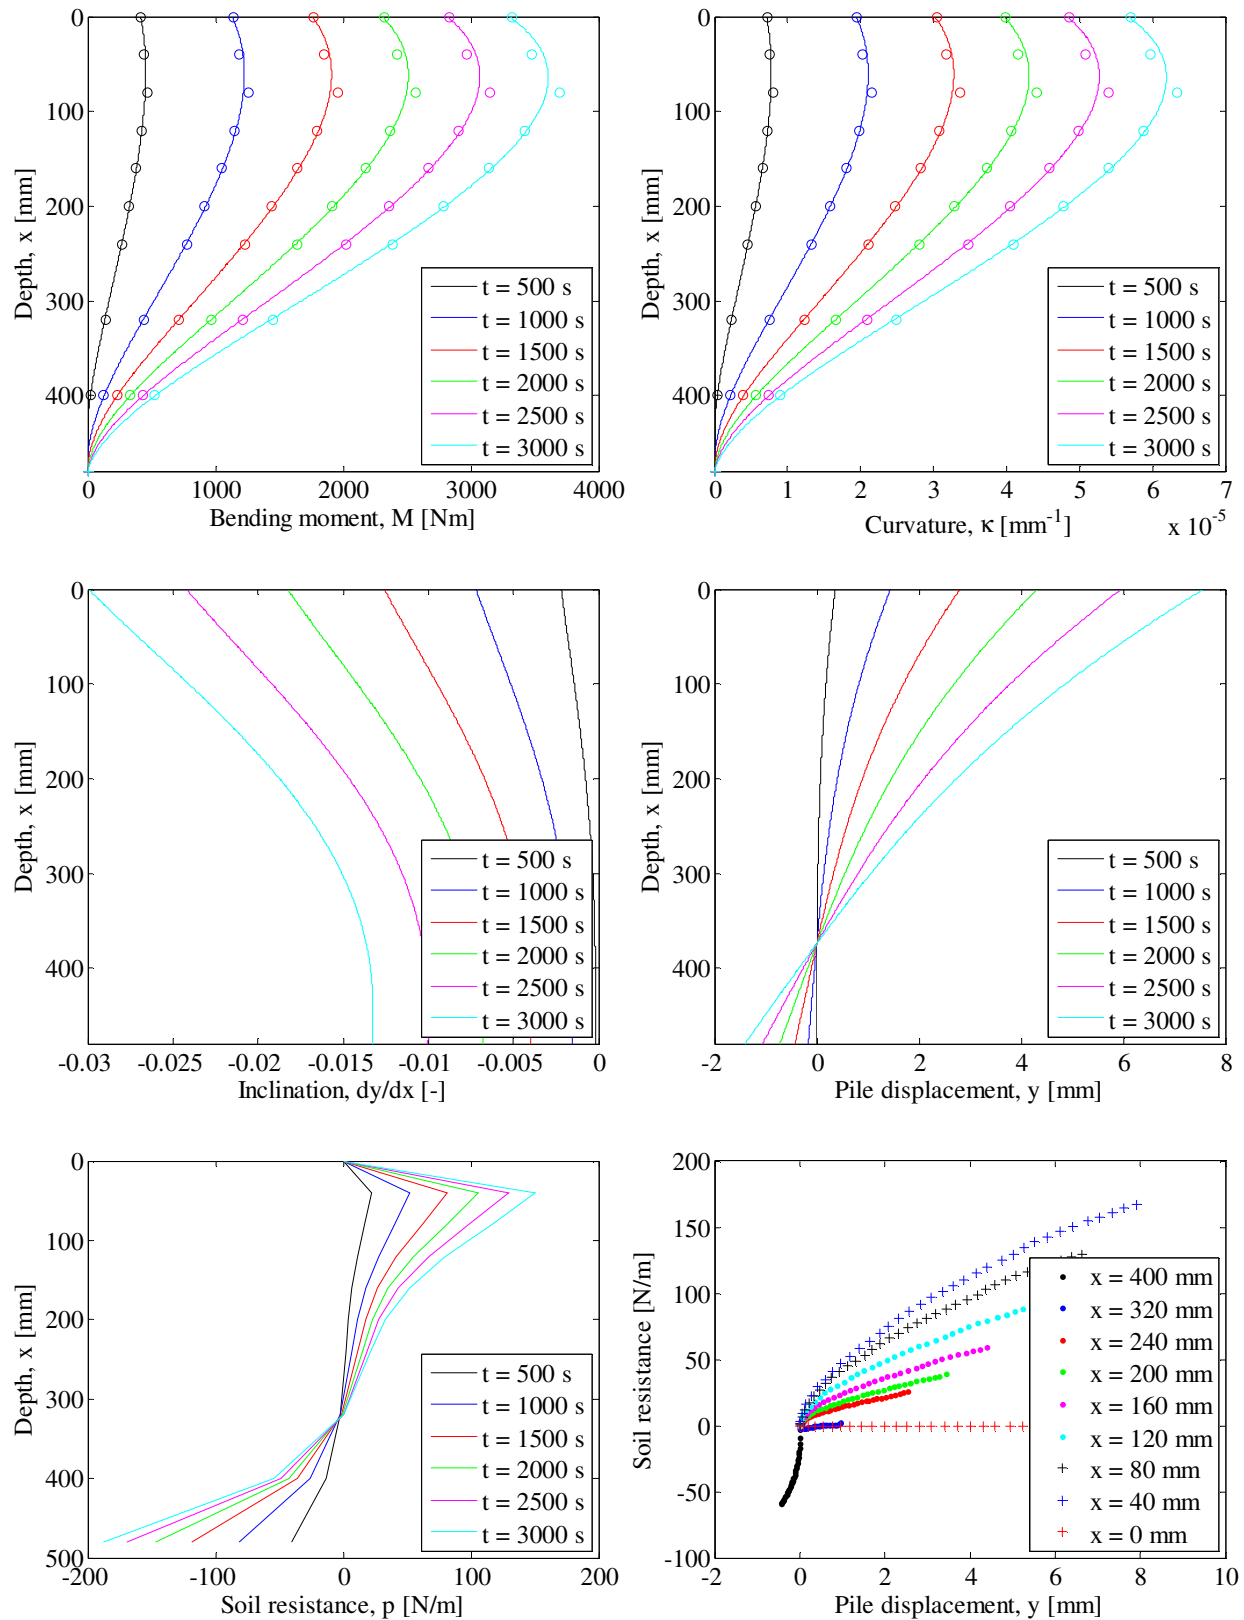 0
100
200
300
400
Depth, x [mm]
0 1000 2000 3000 4000
Bending moment, M [Nm]
t = 500 s
t = 1000 s
t = 1500 s
t = 2000 s
t = 2500 s
t = 3000 s
0
100
200
300
400
Depth, x [mm]
0 1 2 3 4 5 6 7
x 10⁻⁵
Curvature, κ [mm⁻¹]
t = 500 s
t = 1000 s
t = 1500 s
t = 2000 s
t = 2500 s
t = 3000 s
0
100
200
300
400
Depth, x [mm]
-0.03 -0.025 -0.02 -0.015 -0.01 -0.005 0
Inclination, dy/dx [-]
t = 500 s
t = 1000 s
t = 1500 s
t = 2000 s
t = 2500 s
t = 3000 s
0
100
200
300
400
Depth, x [mm]
-2 0 2 4 6 8
Pile displacement, y [mm]
t = 500 s
t = 1000 s
t = 1500 s
t = 2000 s
t = 2500 s
t = 3000 s
0
100
200
300
400
500
Depth, x [mm]
-200 -100 0 100 200
Soil resistance, p [N/m]
t = 500 s
t = 1000 s
t = 1500 s
t = 2000 s
t = 2500 s
t = 3000 s
200
150
100
50
0
-50
-100
Soil resistance [N/m]
-2 0 2 4 6 8 10
Pile displacement, y [mm]
x = 400 mm
x = 320 mm
x = 240 mm
x = 200 mm
x = 160 mm
x = 120 mm
x = 80 mm
x = 40 mm
x = 0 mm